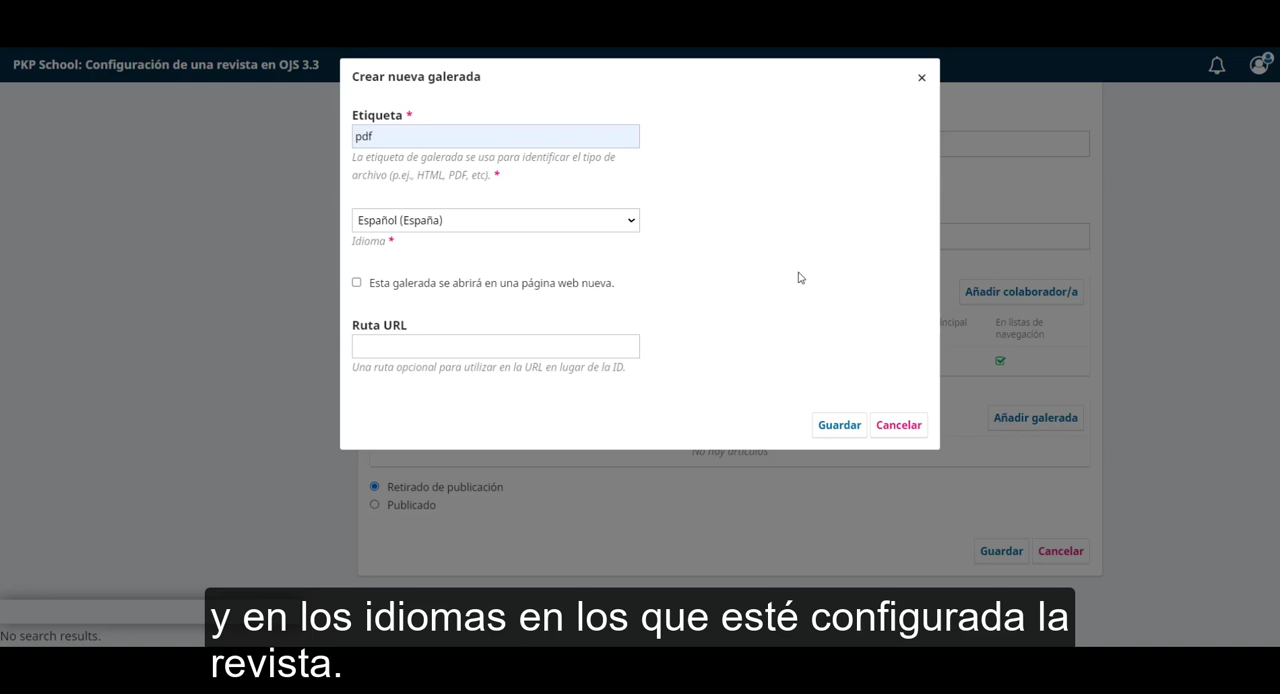 PKP School: Configuración de una revista en OJS 3.3
Crear nueva galerada
×
Etiqueta *
pdf
La etiqueta de galerada se usa para identificar el tipo de
archivo (p.ej., HTML, PDF, etc). *
Español (España)
Idioma *
Esta galerada se abrirá en una página web nueva.
Ruta URL
Una ruta opcional para utilizar en la URL en lugar de la ID.
Guardar Cancelar
Añadir colaborador/a
En listas de
navegación
Añadir galerada
No hay artículos
Retirado de publicación
Publicado
Guardar Cancelar
No search results.
y en los idiomas en los que esté configurada la
revista.